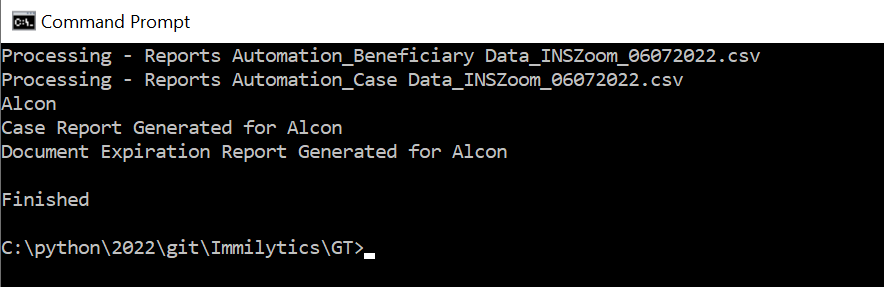 Command Prompt
Processing - Reports Automation_Beneficiary Data_INSZoom_06072022.csv
Processing - Reports Automation_Case Data_INSZoom_06072022.csv
Alcon
Case Report Generated for Alcon
Document Expiration Report Generated for Alcon
Finished
C:\python\2022\git\Immilytics\GT>